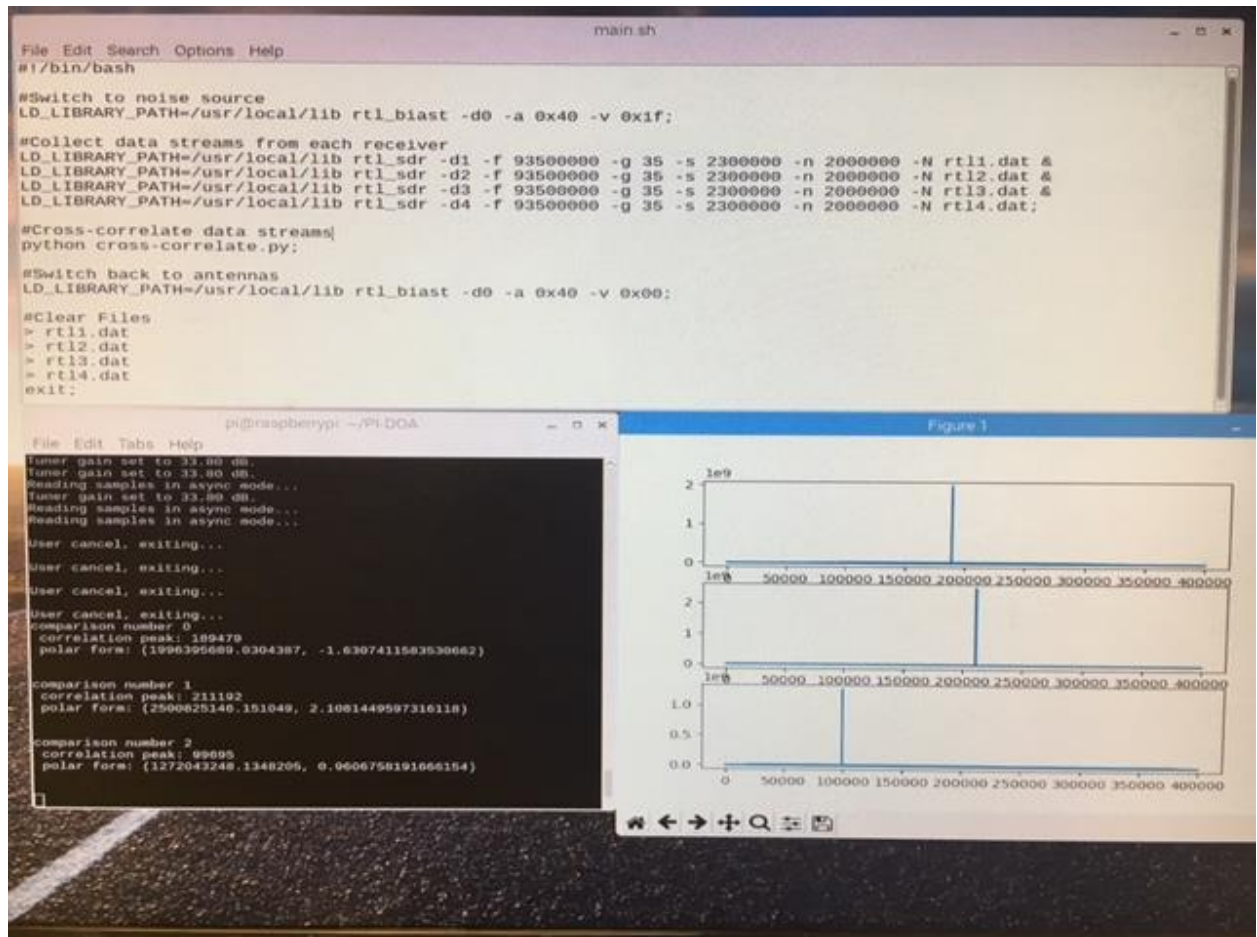 main.sh
File Edit Search Options Help
#!/bin/bash
#Switch to noise source
LD_LIBRARY_PATH=/usr/local/lib rtl_biast -d0 -a 0x40 -v 0x1f;
#Collect data streams from each receiver
LD_LIBRARY_PATH=/usr/local/lib rtl_sdr -d1 -f 93500000 -g 35 -s 2300000 -n 2000000 -N rtl1.dat &
LD_LIBRARY_PATH=/usr/local/lib rtl_sdr -d2 -f 93500000 -g 35 -s 2300000 -n 2000000 -N rtl2.dat &
LD_LIBRARY_PATH=/usr/local/lib rtl_sdr -d3 -f 93500000 -g 35 -s 2300000 -n 2000000 -N rtl3.dat &
LD_LIBRARY_PATH=/usr/local/lib rtl_sdr -d4 -f 93500000 -g 35 -s 2300000 -n 2000000 -N rtl4.dat;
#Cross-correlate data streams
python cross-correlate.py;
#Switch back to antennas
LD_LIBRARY_PATH=/usr/local/lib rtl_biast -d0 -a 0x40 -v 0x00;
#Clear Files
> rtl1.dat
> rtl2.dat
> rtl3.dat
> rtl4.dat
exit;
pi@raspberrypi: ~/PI-DOA
File Edit Tabs Help
Tuner gain set to 33.80 dB.
Tuner gain set to 33.80 dB.
Reading samples in async mode...
Tuner gain set to 33.80 dB.
Reading samples in async mode...
Reading samples in async mode...
User cancel, exiting...
User cancel, exiting...
User cancel, exiting...
User cancel, exiting...
comparison number 0
correlation peak: 189479
polar form: (1996395689.0304387, -1.6307411583530662)
comparison number 1
correlation peak: 211192
polar form: (2500825146.151049, 2.1081449597316118)
comparison number 2
correlation peak: 99695
polar form: (1272043248.1348205, 0.9606758191666154)
Figure 1
1e9
2
1
0
0 50000 100000 150000 200000 250000 300000 350000 400000
1e9
2
1
0
0 50000 100000 150000 200000 250000 300000 350000 400000
1e9
1.0
0.5
0.0
0 50000 100000 150000 200000 250000 300000 350000 400000